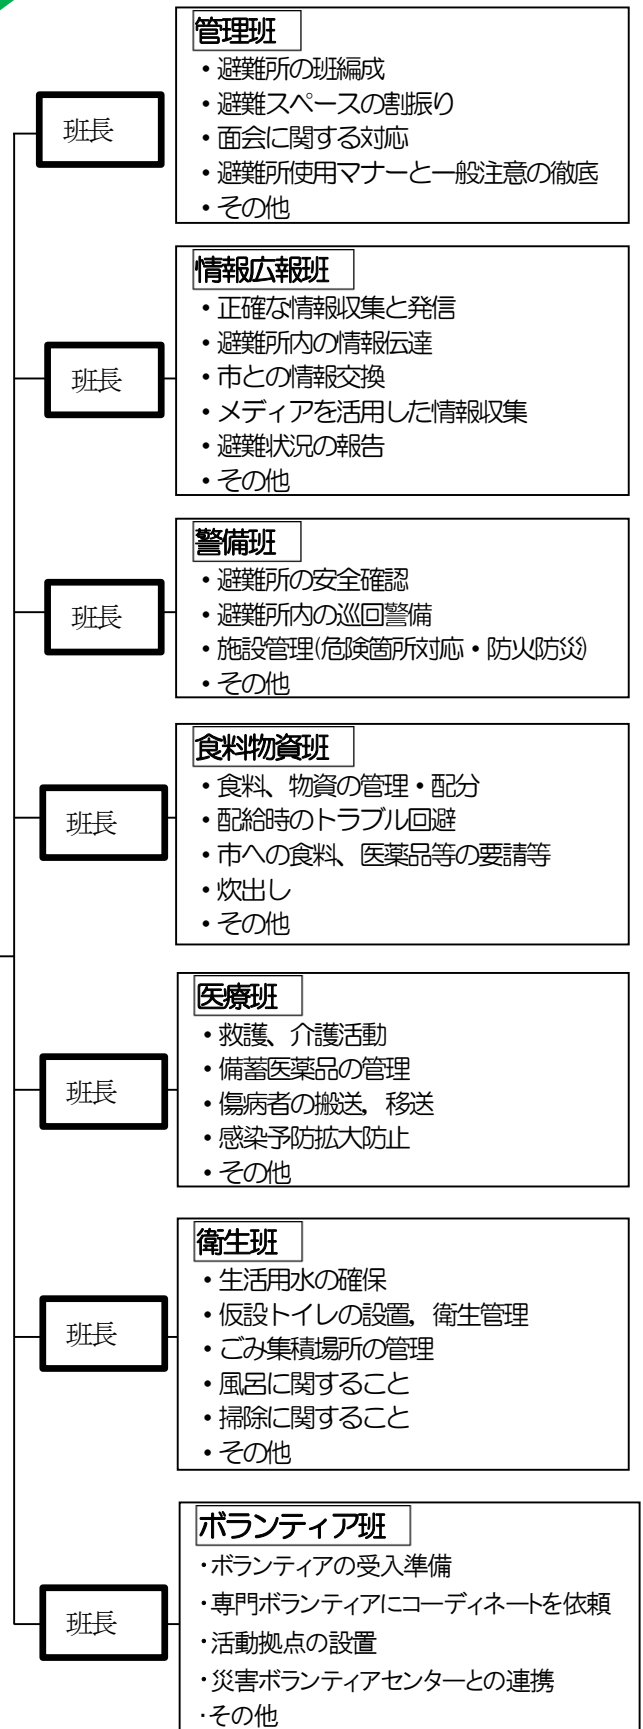 管理班
・避難所の班編成
・避難スペースの割振り
班長
・面会に関する対応
・避難所使用マナーと一般注意の徹底
・その他
情報広報班
・正確な情報収集と発信
・避難所内の情報伝達
班長
・市との情報交換
・メディアを活用した情報収集
・避難状況の報告
・その他
警備班
・避難所の安全確認
班長
・避難所内の巡回警備
・施設管理(危険箇所対応・防火防災)
・その他
食料物資班
・食料、物資の管理・配分
班長
・配給時のトラブル回避
・市への食料、医薬品等の要請等
・炊出し
・その他
医療班
・救護、介護活動
・備蓄医薬品の管理
班長
・傷病者の搬送，移送
・感染予防拡大防止
・その他
衛生班
・生活用水の確保
・仮設トイレの設置，衛生管理
班長
・ごみ集積場所の管理
・風呂に関すること
・掃除に関すること
・その他
ボランティア班
・ボランティアの受入準備
・専門ボランティアにコーディネートを依頼
班長
・活動拠点の設置
・災害ボランティアセンターとの連携
・その他